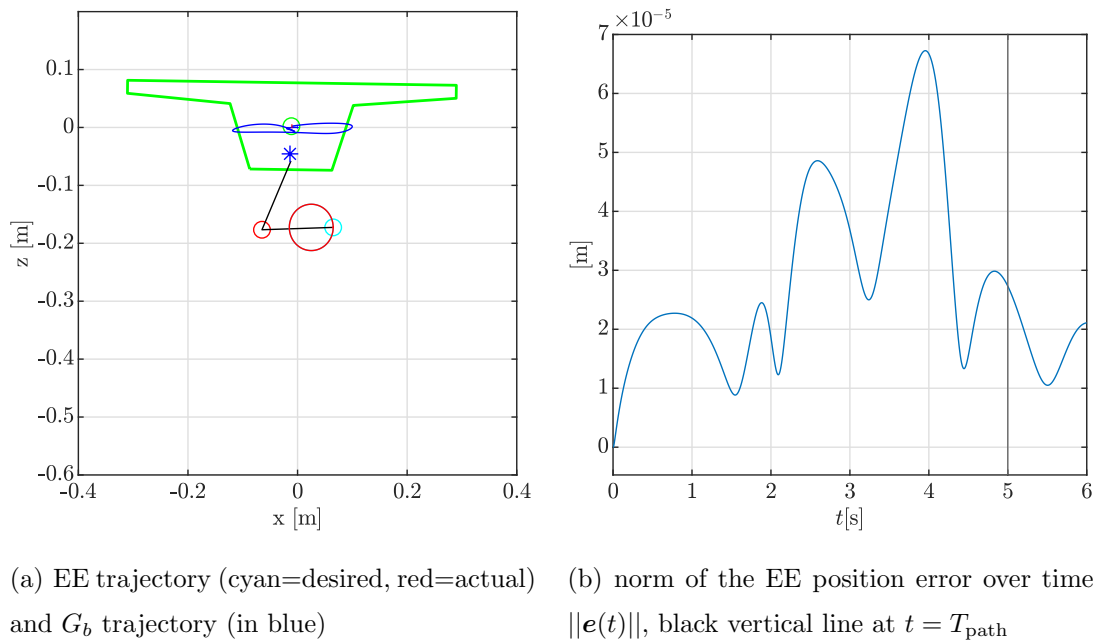 0.1
0
-0.1
-0.2
-0.3
-0.4
-0.5
-0.6
z [m]
-0.4 -0.2 0 0.2 0.4
x [m]
7 ×10⁻⁵
6
5
4
3
2
1
0
[m]
0 1 2 3 4 5 6
t[s]
(a) EE trajectory (cyan=desired, red=actual)
and G_b trajectory (in blue)
(b) norm of the EE position error over time
||e(t)||, black vertical line at t = T_path